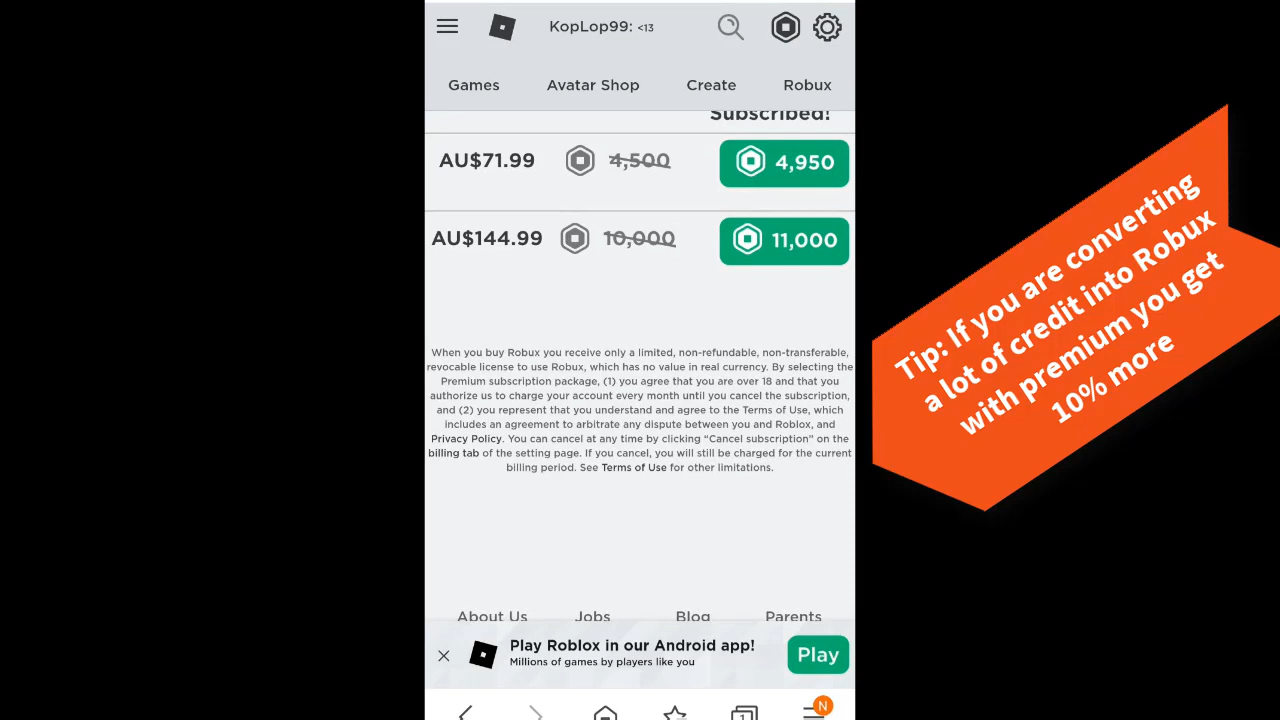 KopLop99: <13
Games Avatar Shop Create Robux
Subscribed!
AU$71.99 4,500 4,950
AU$144.99 10,000 11,000
When you buy Robux you receive only a limited, non-refundable, non-transferable,
revocable license to use Robux, which has no value in real currency. By selecting the
Premium subscription package, (1) you agree that you are over 18 and that you
authorize us to charge your account every month until you cancel the subscription,
and (2) you represent that you understand and agree to the Terms of Use, which
includes an agreement to arbitrate any dispute between you and Roblox, and
Privacy Policy. You can cancel at any time by clicking “Cancel subscription” on the
billing tab of the setting page. If you cancel, you will still be charged for the current
billing period. See Terms of Use for other limitations.
About Us Jobs Blog Parents
Play Roblox in our Android app!
Millions of games by players like you
Play
1
N
Tip: If you are converting
a lot of credit into Robux
with premium you get
10% more